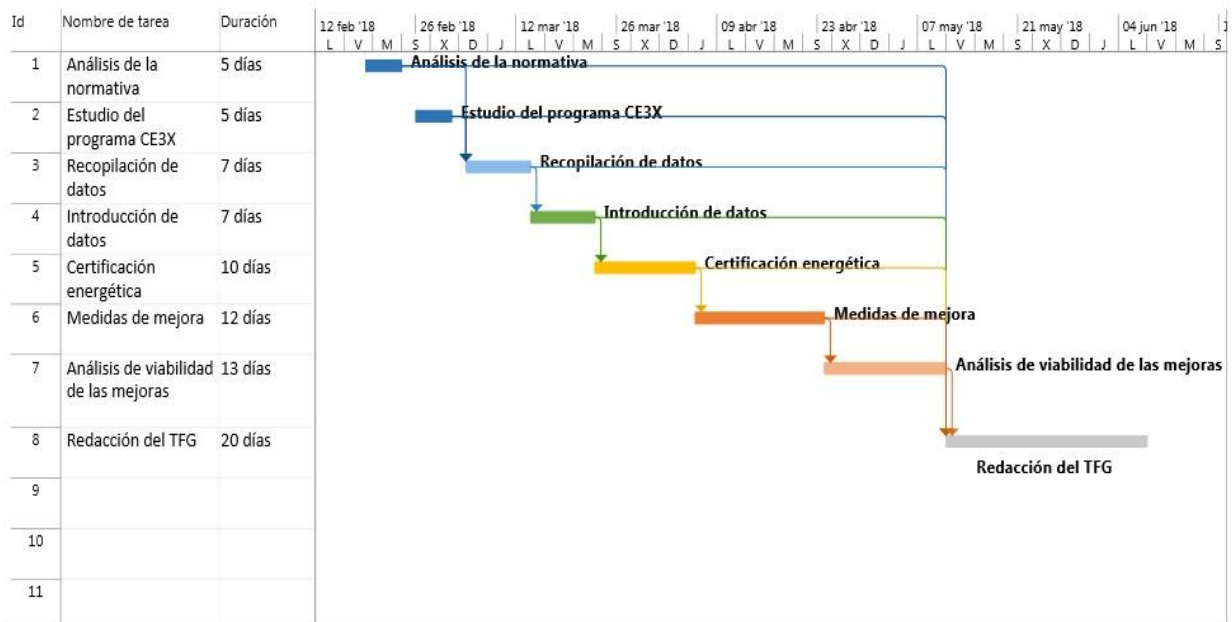 Id Nombre de tarea Duración 12 feb '18 26 feb '18 12 mar '18 26 mar '18 09 abr '18 23 abr '18 07 may '18 21 may '18 04 jun '18
L V M S X D J L V M S X D J L V M S X D J L V M S X D J L V M S
1 Análisis de la normativa 5 días Análisis de la normativa
2 Estudio del programa CE3X 5 días Estudio del programa CE3X
3 Recopilación de datos 7 días Recopilación de datos
4 Introducción de datos 7 días Introducción de datos
5 Certificación energética 10 días Certificación energética
6 Medidas de mejora 12 días Medidas de mejora
7 Análisis de viabilidad de las mejoras 13 días Análisis de viabilidad de las mejoras
8 Redacción del TFG 20 días
Redacción del TFG
9
10
11